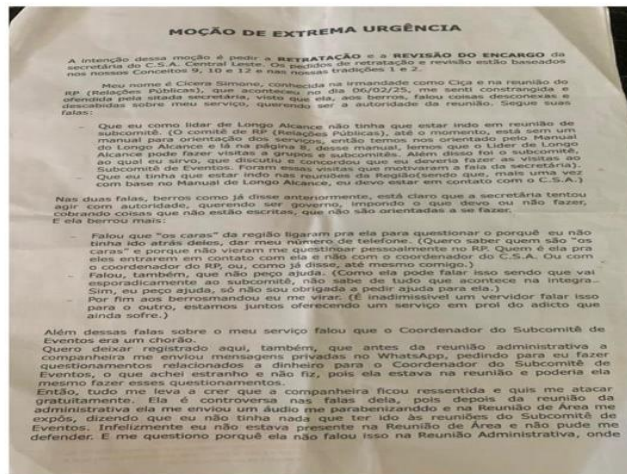 MOÇÃO DE EXTREMA URGÊNCIA
A intenção dessa moção é pedir a RETRATAÇÃO e a REVISÃO DO ENCARGO da
secretária do C.S.A. Central Leste. Os pedidos de retratação e revisão estão baseados
nos nossos Conceitos 9, 10 e 12 e nas nossas tradições 1 e 2.
Meu nome é Cicera Simone, conhecida na irmandade como Ciça e na reunião do
RP (Relações Públicas), que aconteceu no dia 06/02/25, me senti constrangida e
ofendida pela citada secretária, visto que ela, aos berros, falou coisas desconexas e
descabidas sobre meu serviço, querendo ser a autoridade da reunião. Segue suas
falas:
- Que eu como líder de Longo Alcance não tinha que estar indo em reunião de
subcomitê. (O comitê de RP (Relações Públicas), até o momento, está sem um
manual para orientação dos serviços, então temos nos orientado pelo Manual
do Longo Alcance e lá na página 8, desse manual, lemos que o Líder de Longo
Alcance pode fazer visitas a grupos e subcomitês. Além disso foi o subcomitê,
ao qual eu sirvo, que discutiu e concordou que eu deveria fazer as visitas ao
Subcomitê de Eventos. Foram essas visitas que motivaram a fala da secretária).
- Que eu tinha que estar indo nas reuniões da Região(sendo que, mais uma vez
com base no Manual de Longo Alcance, eu devo estar em contato com o C.S.A.)
Nas duas falas, berros como já disse anteriormente, está claro que a secretária tentou
agir com autoridade, querendo ser governo, impondo o que devo ou não fazer,
cobrando coisas que não estão escritas, que não são orientadas a se fazer.
E ela berrou mais:
- Falou que "os caras" da região ligaram pra ela para questionar o porquê eu não
tinha ido atrás deles, dar meu número de telefone. (Quero saber quem são "os
caras" e porque não vieram me questionar pessoalmente no RP. Quem é ela pra
eles entrarem em contato com ela e não com o coordenador do C.S.A. Ou com
o coordenador do RP, ou, como já disse, até mesmo comigo.)
- Falou, também, que não peço ajuda. (Como ela pode falar isso sendo que vai
esporadicamente ao subcomitê, não sabe de tudo que acontece na íntegra.
Sim, eu peço ajuda, só não sou obrigada a pedir ajuda para ela.)
- Por fim aos berrosmandou eu me virar. (É inadmissível um vervidor falar isso
para o outro, estamos juntos oferecendo um serviço em prol do adicto que
ainda sofre.)
Além dessas falas sobre o meu serviço falou que o Coordenador do Subcomitê de
Eventos era um chorão.
Quero deixar registrado aqui, também, que antes da reunião administrativa a
companheira me enviou mensagens privadas no WhatsApp, pedindo para eu fazer
questionamentos relacionados a dinheiro para o Coordenador do Subcomitê de
Eventos, o que achei estranho e não fiz, pois ela estava na reunião e poderia ela
mesmo fazer esses questionamentos.
Então, tudo me leva a crer que a companheira ficou ressentida e quis me atacar
gratuitamente. Ela é controversa nas falas dela, pois depois da reunião da
administrativa ela me enviou um áudio me parabenizando e na Reunião de Área me
expôs, dizendo que eu não tinha nada que ter ido às reuniões do Subcomitê de
Eventos. Infelizmente eu não estava presente na Reunião de Área e não pude me
defender. E me questiono porquê ela não falou isso na Reunião Administrativa, onde